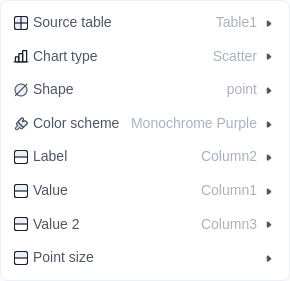 Source table Table1
Chart type Scatter
Shape point
Color scheme Monochrome Purple
Label Column2
Value Column1
Value 2 Column3
Point size